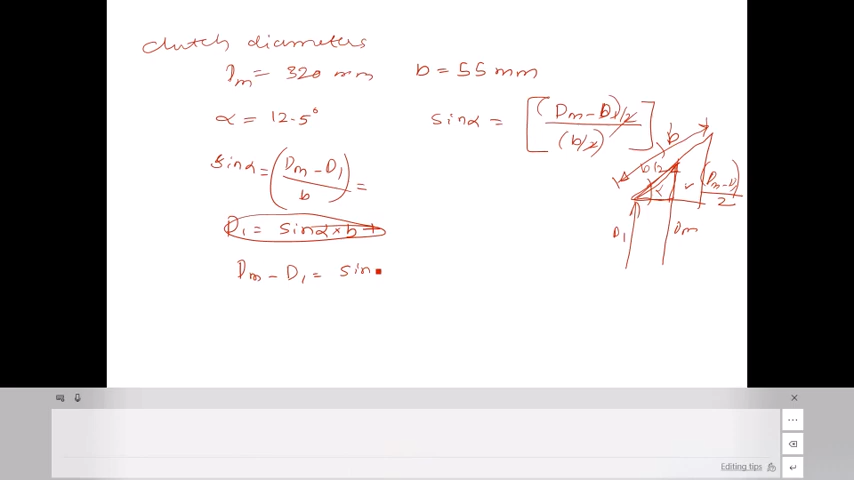 clutch diameters
Dm = 320 mm b = 55 mm
α = 12.5° sinα = [(Dm - D1)/2 / (b/2)]
sinα = (Dm - D1 / b) =
D1 = sinα × b +
Dm - D1 = sin
b
b/2
α
(Dm - D) / 2
D1 Dm
Editing tips